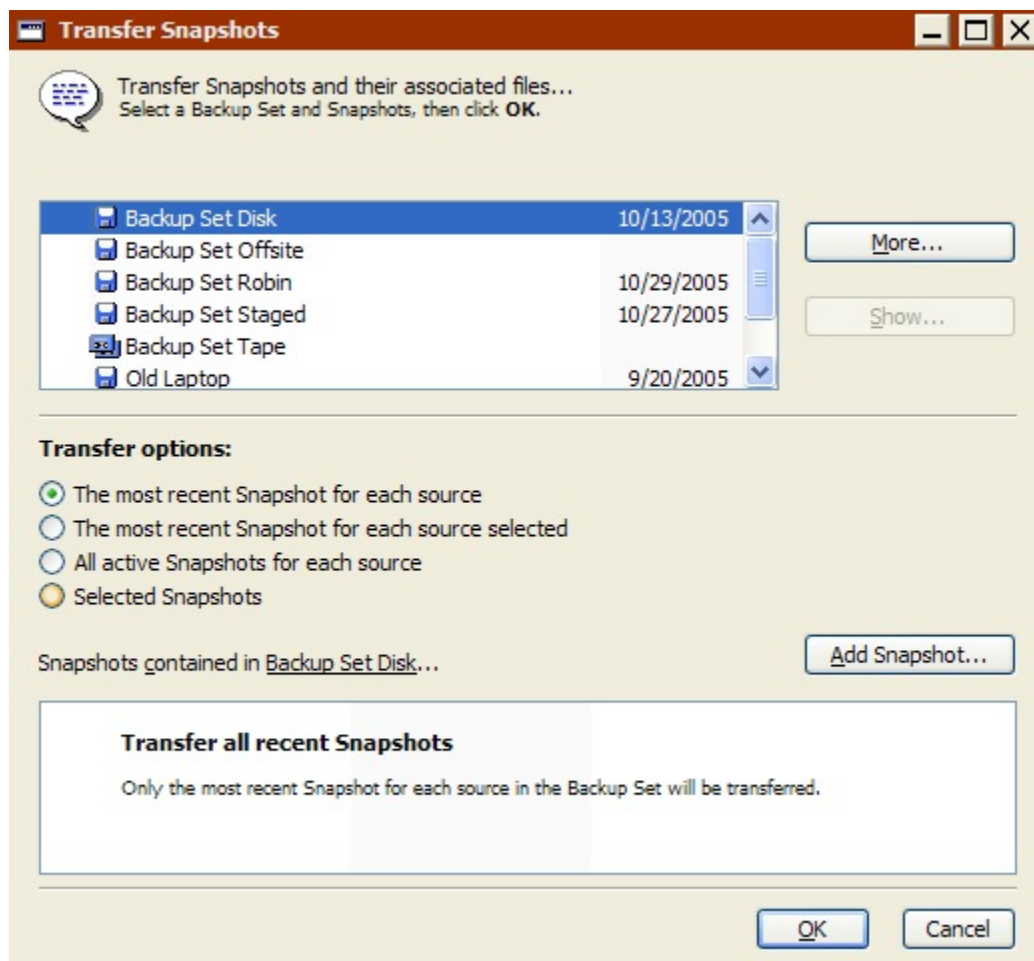 Transfer Snapshots
Transfer Snapshots and their associated files...
Select a Backup Set and Snapshots, then click OK.
Backup Set Disk 10/13/2005
Backup Set Offsite
Backup Set Robin 10/29/2005
Backup Set Staged 10/27/2005
Backup Set Tape
Old Laptop 9/20/2005
More...
Show...
Transfer options:
The most recent Snapshot for each source
The most recent Snapshot for each source selected
All active Snapshots for each source
Selected Snapshots
Snapshots contained in Backup Set Disk...
Add Snapshot...
Transfer all recent Snapshots
Only the most recent Snapshot for each source in the Backup Set will be transferred.
OK Cancel